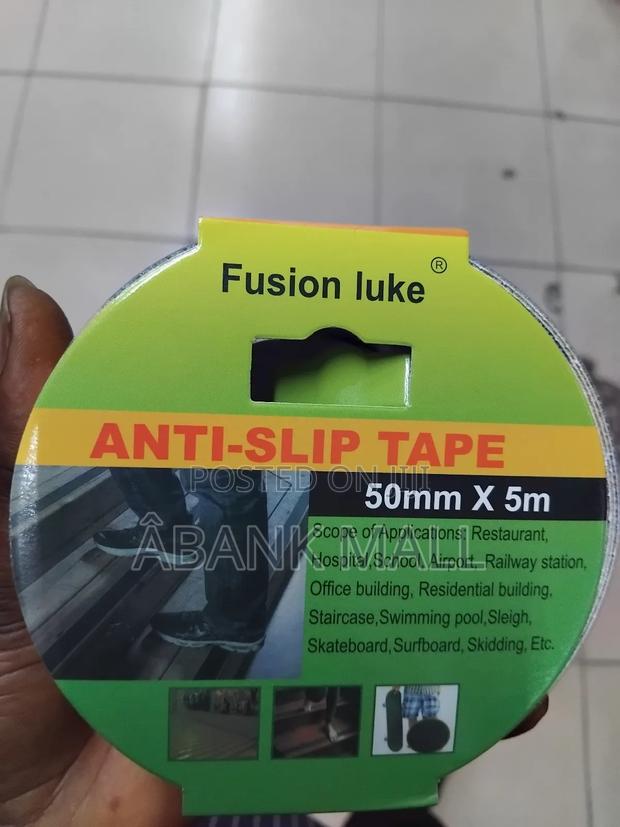 Fusion luke ®
ANTI-SLIP TAPE
POSTED ON JIJI
50mm X 5m
ÂBANK MALL
Scope of Applications: Restaurant,
Hospital,School,Airport, Railway station,
Office building, Residential building,
Staircase,Swimming pool,Sleigh,
Skateboard,Surfboard, Skidding, Etc.